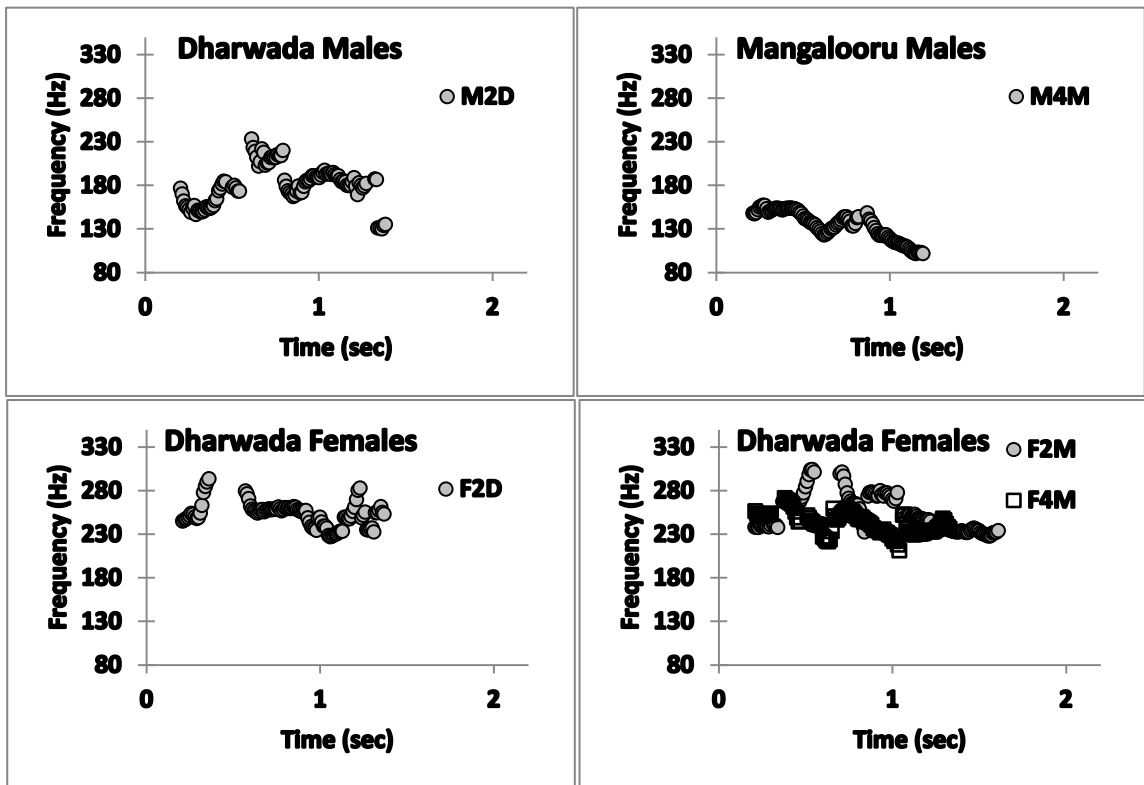 Dharwada Males
Frequency (Hz)
330
280
230
180
130
80
M2D
0 1 2
Time (sec)
Mangalooru Males
Frequency (Hz)
330
280
230
180
130
80
M4M
0 1 2
Time (sec)
Dharwada Females
Frequency (Hz)
330
280
230
180
130
80
F2D
0 1 2
Time (sec)
Dharwada Females
Frequency (Hz)
330
280
230
180
130
80
F2M
F4M
0 1 2
Time (sec)